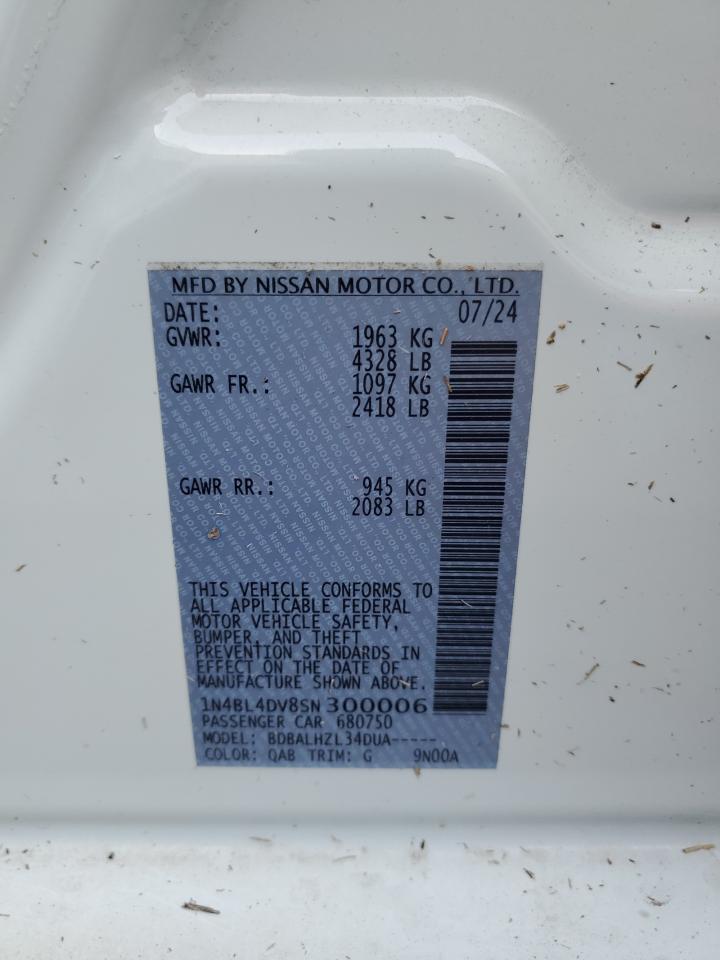 MFD BY NISSAN MOTOR CO., LTD.
DATE: 07/24
GVWR: 1963 KG
4328 LB
GAWR FR.: 1097 KG
2418 LB
GAWR RR.: 945 KG
2083 LB
THIS VEHICLE CONFORMS TO
ALL APPLICABLE FEDERAL
MOTOR VEHICLE SAFETY,
BUMPER, AND THEFT
PREVENTION STANDARDS IN
EFFECT ON THE DATE OF
MANUFACTURE SHOWN ABOVE.
1N4BL4DV8SN300006
PASSENGER CAR 680750
MODEL: BDBALHZL34DUA-----
COLOR: QAB TRIM: G 9N00A